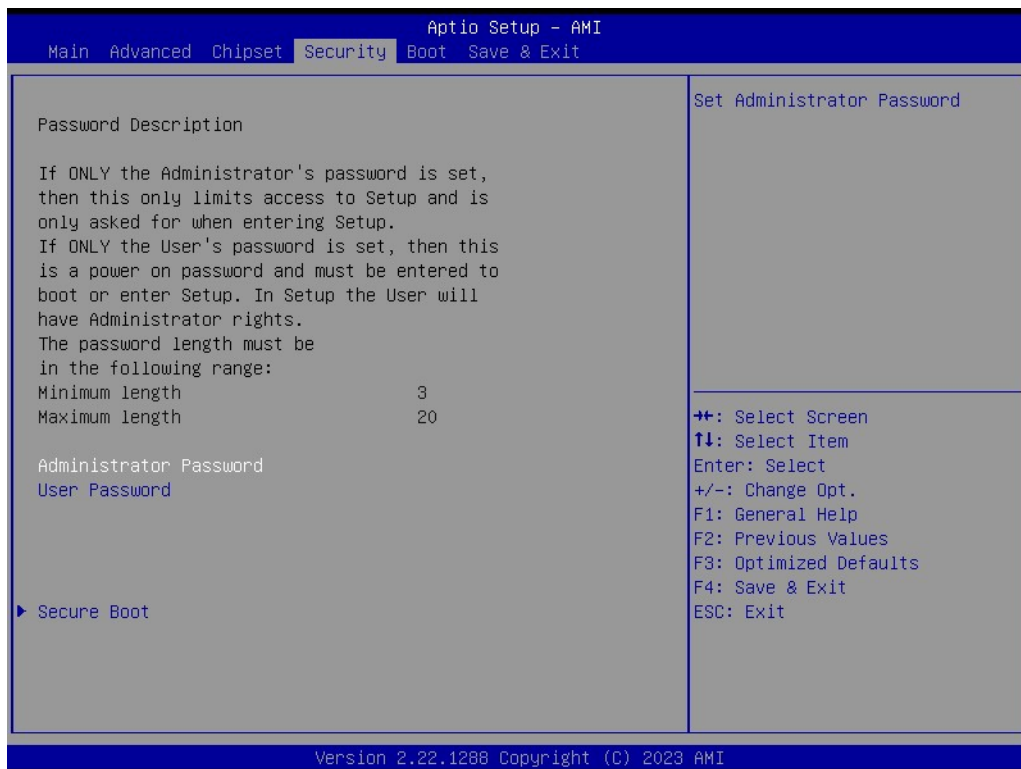 Aptio Setup – AMI
Main Advanced Chipset Security Boot Save & Exit
Password Description
If ONLY the Administrator's password is set,
then this only limits access to Setup and is
only asked for when entering Setup.
If ONLY the User's password is set, then this
is a power on password and must be entered to
boot or enter Setup. In Setup the User will
have Administrator rights.
The password length must be
in the following range:
Minimum length 3
Maximum length 20
Administrator Password
User Password
Secure Boot
Set Administrator Password
→←: Select Screen
↑↓: Select Item
Enter: Select
+/-: Change Opt.
F1: General Help
F2: Previous Values
F3: Optimized Defaults
F4: Save & Exit
ESC: Exit
Version 2.22.1288 Copyright (C) 2023 AMI